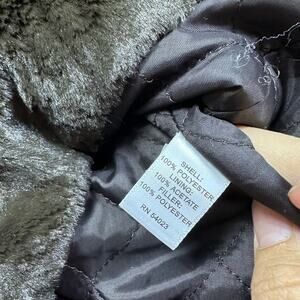 SHELL:
100% POLYESTER
LINING:
100% ACETATE
FILLER:
100% POLYESTER
RN 54023